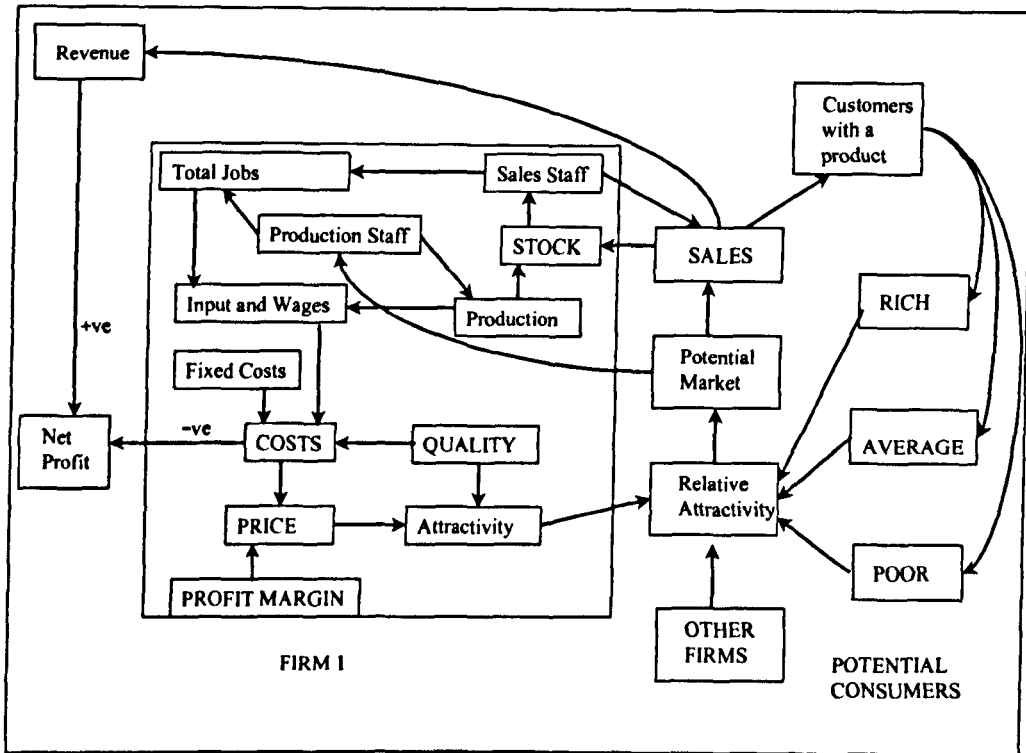 Revenue
Customers
with a
product
Total Jobs
Sales Staff
Production Staff
STOCK
SALES
Input and Wages
Production
RICH
+ve
Fixed Costs
Potential
Market
Net
Profit
-ve
COSTS
QUALITY
AVERAGE
Relative
Attractivity
PRICE
Attractivity
POOR
PROFIT MARGIN
OTHER
FIRMS
FIRM 1
POTENTIAL
CONSUMERS